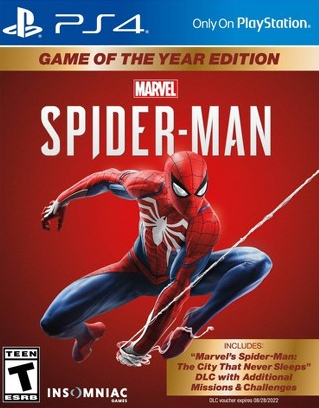 PS4
Only On PlayStation®
GAME OF THE YEAR EDITION
MARVEL
SPIDER-MAN
INCLUDES:
"Marvel's Spider-Man:
The City That Never Sleeps"
DLC with Additional
Missions & Challenges
DLC voucher expires 08/28/2022
TEEN
T
ESRB
INSOMNIAC
GAMES